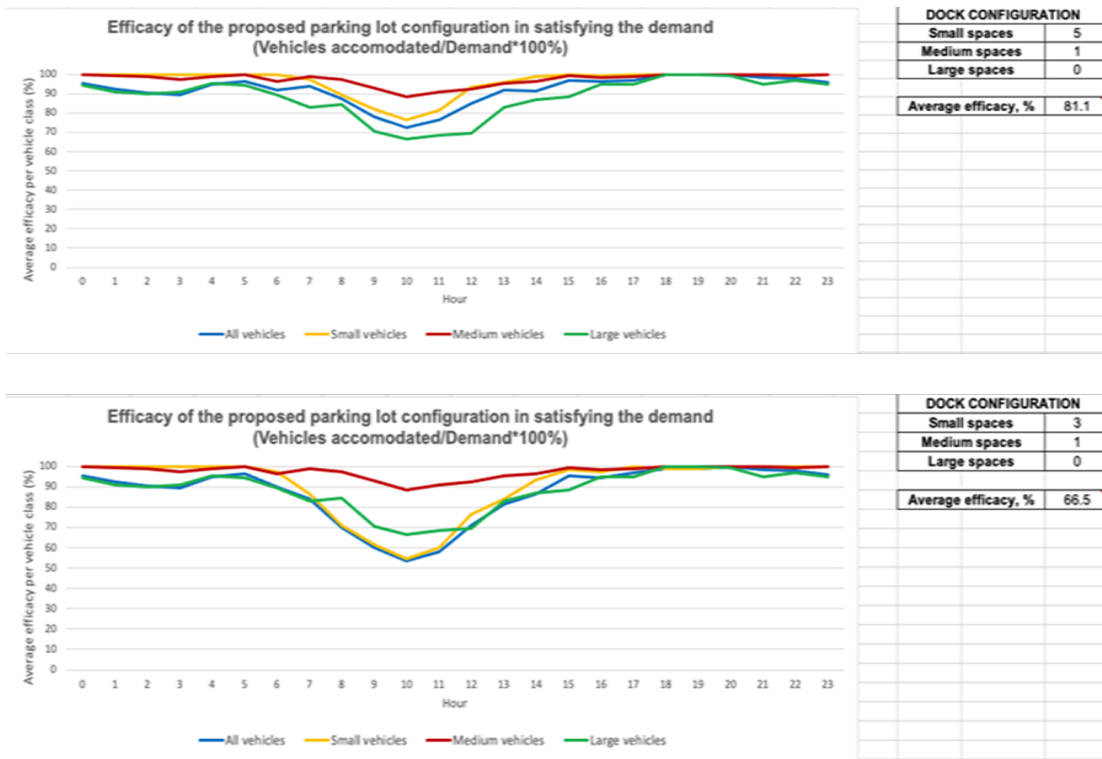 Efficacy of the proposed parking lot configuration in satisfying the demand
(Vehicles accomodated/Demand*100%)
Average efficacy per vehicle class (%)
100
90
80
70
60
50
40
30
20
10
0
0 1 2 3 4 5 6 7 8 9 10 11 12 13 14 15 16 17 18 19 20 21 22 23
Hour
All vehicles Small vehicles Medium vehicles Large vehicles
DOCK CONFIGURATION
Small spaces 5
Medium spaces 1
Large spaces 0
Average efficacy, % 81.1
Efficacy of the proposed parking lot configuration in satisfying the demand
(Vehicles accomodated/Demand*100%)
Average efficacy per vehicle class (%)
100
90
80
70
60
50
40
30
20
10
0
0 1 2 3 4 5 6 7 8 9 10 11 12 13 14 15 16 17 18 19 20 21 22 23
Hour
All vehicles Small vehicles Medium vehicles Large vehicles
DOCK CONFIGURATION
Small spaces 3
Medium spaces 1
Large spaces 0
Average efficacy, % 66.5